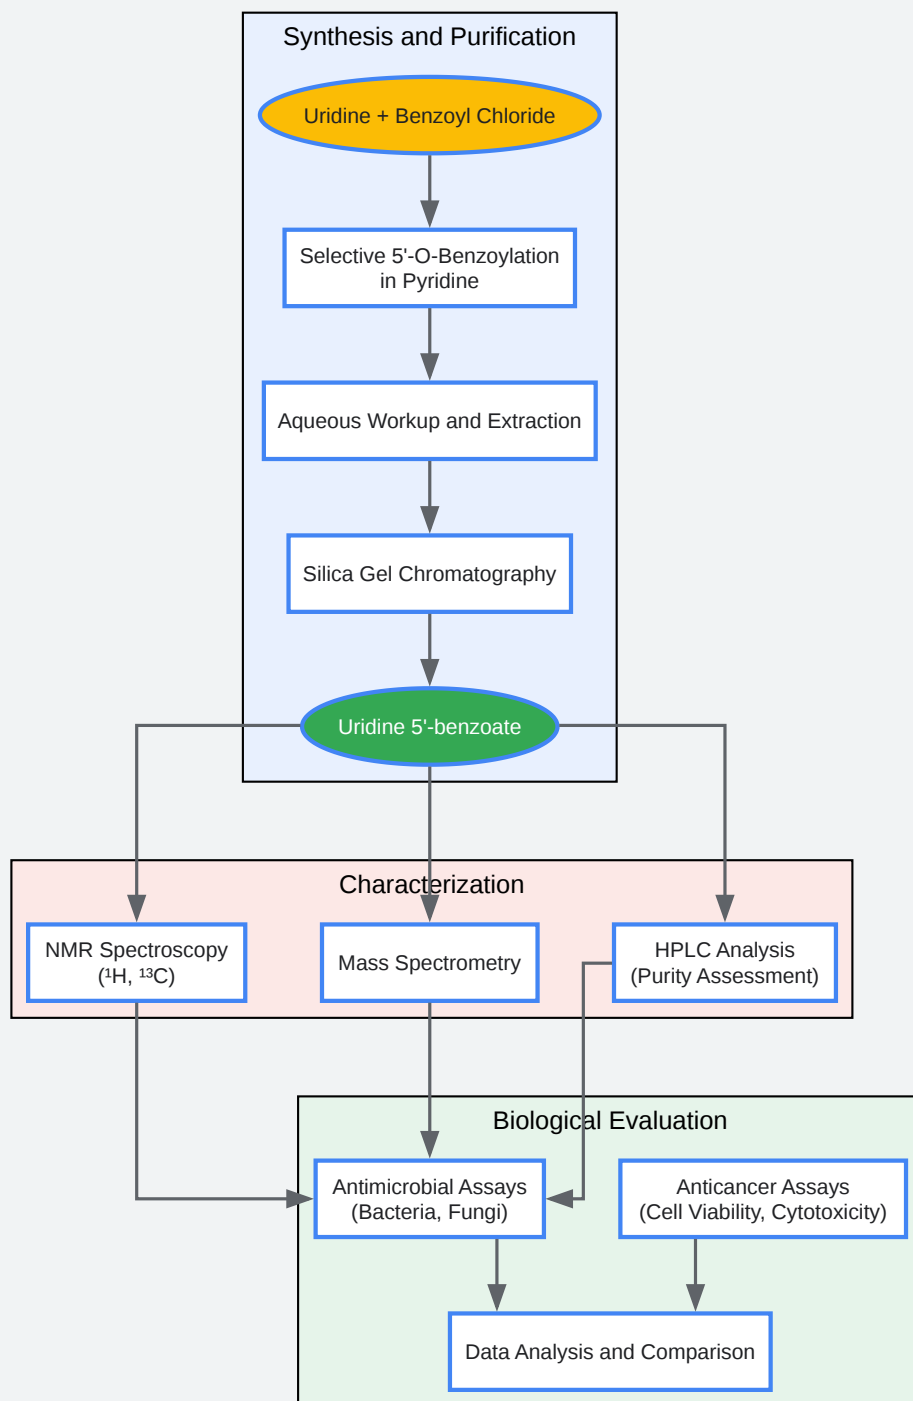 Synthesis and Purification
Uridine + Benzoyl Chloride
Selective 5'-O-Benzoylation
in Pyridine
Aqueous Workup and Extraction
Silica Gel Chromatography
Uridine 5'-benzoate
Characterization
NMR Spectroscopy
(¹H, ¹³C)
Mass Spectrometry
HPLC Analysis
(Purity Assessment)
Biological Evaluation
Antimicrobial Assays
(Bacteria, Fungi)
Anticancer Assays
(Cell Viability, Cytotoxicity)
Data Analysis and Comparison